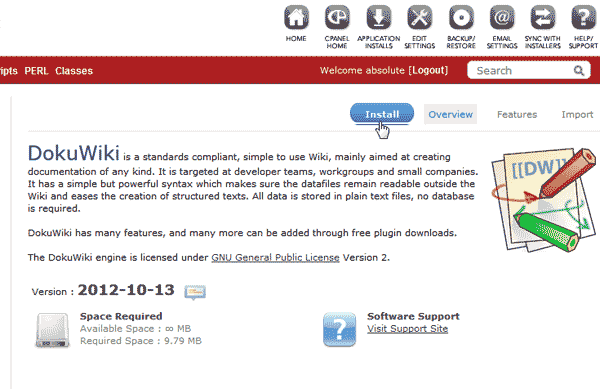 HOME
CPANEL HOME
APPLICATION INSTALLS
EDIT SETTINGS
BACKUP/ RESTORE
EMAIL SETTINGS
SYNC WITH INSTALLERS
HELP/ SUPPORT
ipts PERL Classes
Welcome absolute [Logout]
Search
Install
Overview
Features
Import
DokuWiki is a standards compliant, simple to use Wiki, mainly aimed at creating
documentation of any kind. It is targeted at developer teams, workgroups and small companies.
It has a simple but powerful syntax which makes sure the datafiles remain readable outside the
Wiki and eases the creation of structured texts. All data is stored in plain text files, no database
is required.
[[DW]]
DokuWiki has many features, and many more can be added through free plugin downloads.
The DokuWiki engine is licensed under GNU General Public License Version 2.
Version : 2012-10-13
Space Required
Available Space : ∞ MB
Required Space : 9.79 MB
Software Support
Visit Support Site